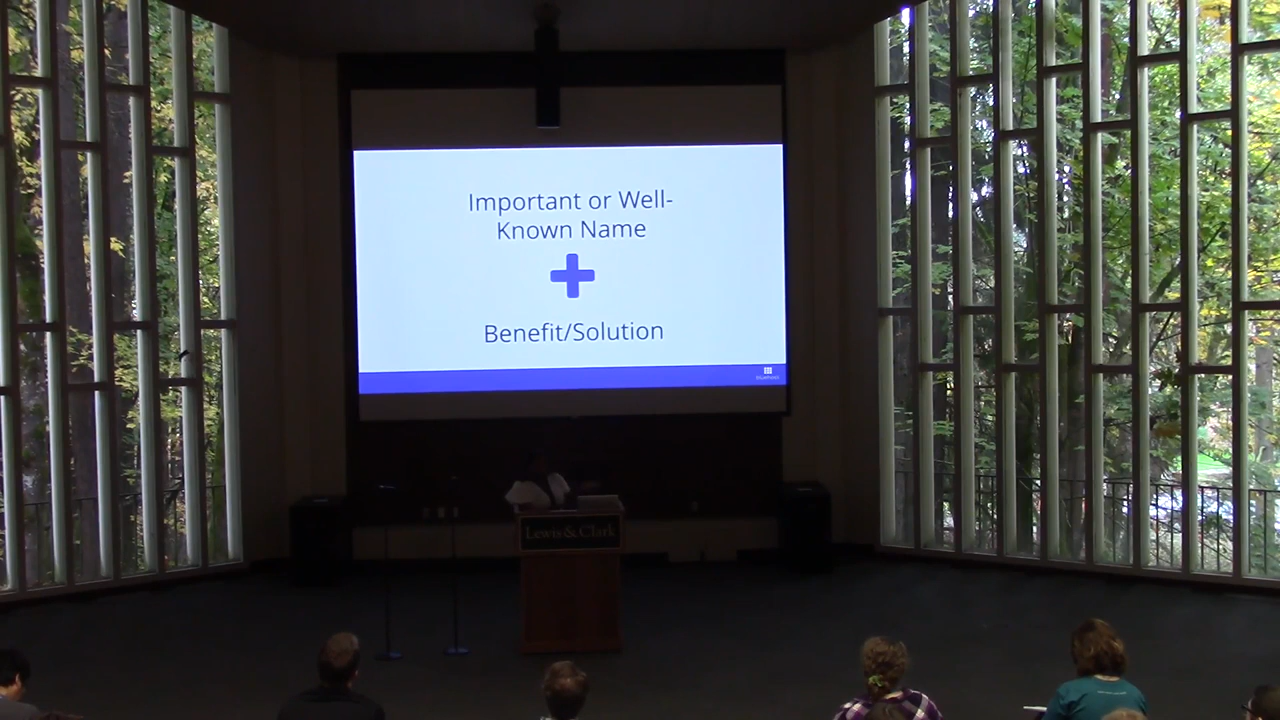 Important or Well-
Known Name
Benefit/Solution
Lewis & Clark